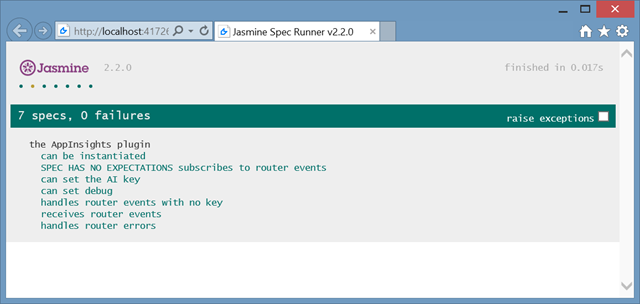 http://localhost:41726
Jasmine Spec Runner v2.2.0
Jasmine 2.2.0 finished in 0.017s
7 specs, 0 failures raise exceptions
the AppInsights plugin
can be instantiated
SPEC HAS NO EXPECTATIONS subscribes to router events
can set the AI key
can set debug
handles router events with no key
receives router events
handles router errors